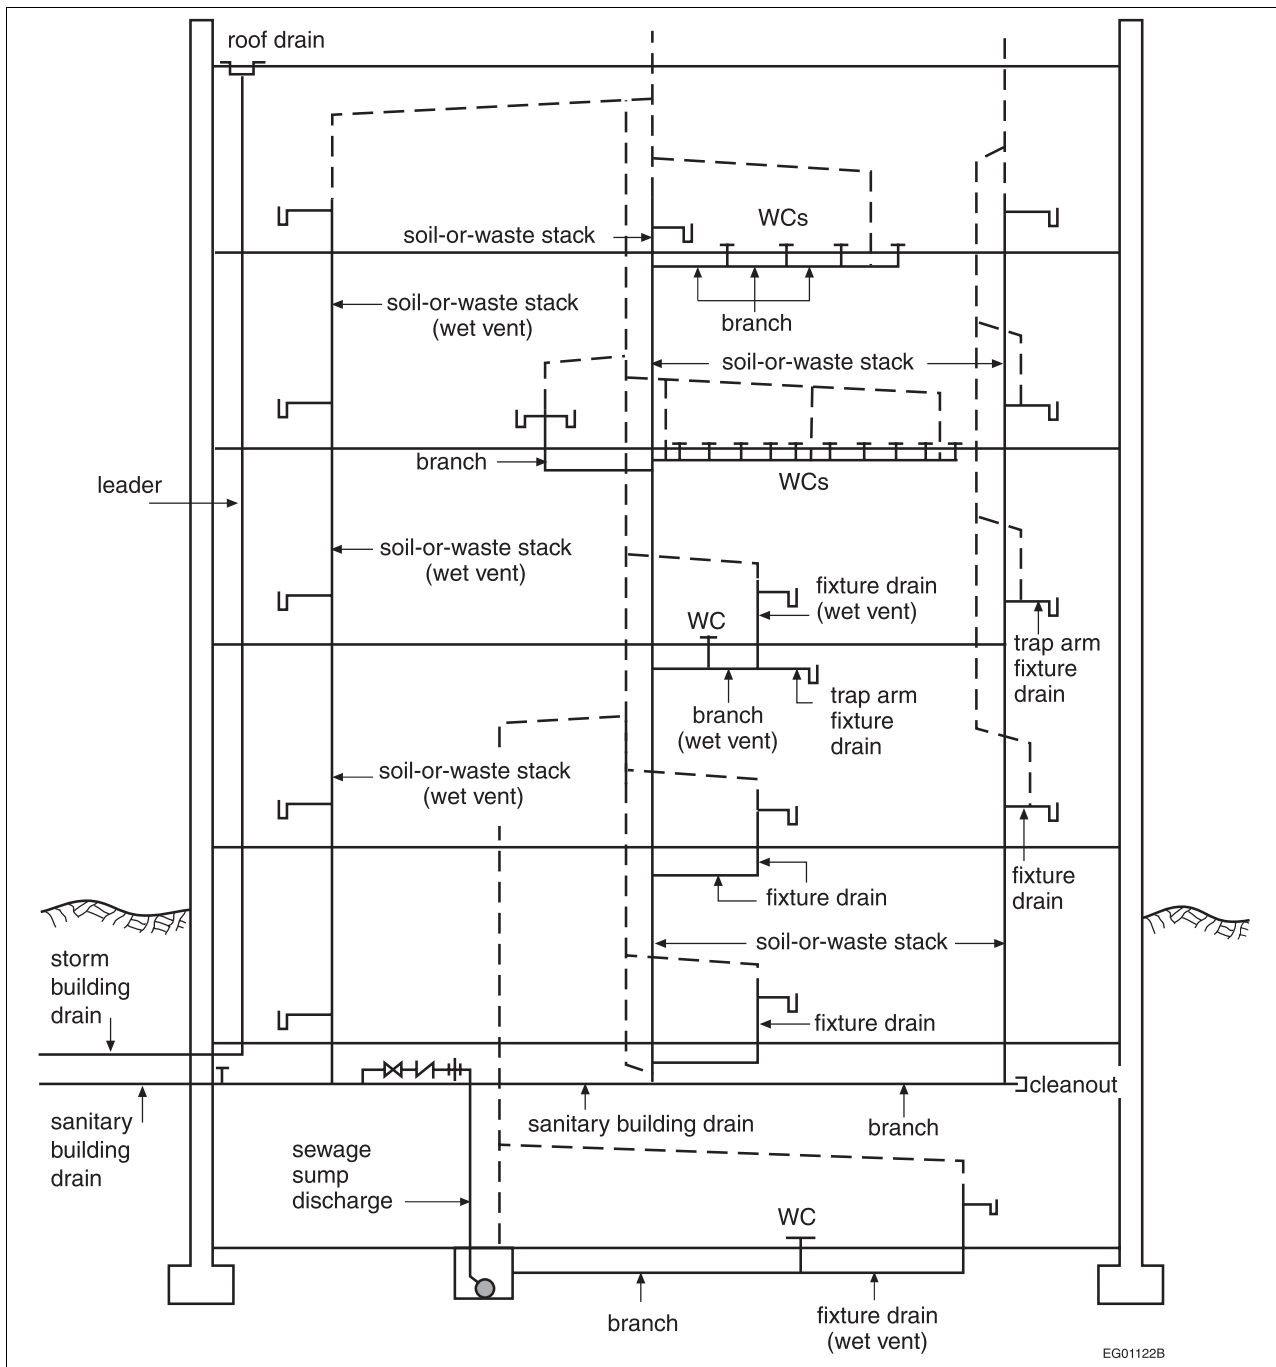 roof drain
WCs
soil-or-waste stack
soil-or-waste stack
(wet vent)
branch
soil-or-waste stack
branch
WCs
leader
soil-or-waste stack
(wet vent)
fixture drain
(wet vent)
WC
trap arm
fixture
drain
trap arm
fixture
drain
branch
(wet vent)
soil-or-waste stack
(wet vent)
fixture drain
fixture
drain
soil-or-waste stack
storm
building
drain
fixture drain
cleanout
sanitary
building
drain
sanitary building drain
branch
sewage
sump
discharge
WC
branch
fixture drain
(wet vent)
EG01122B